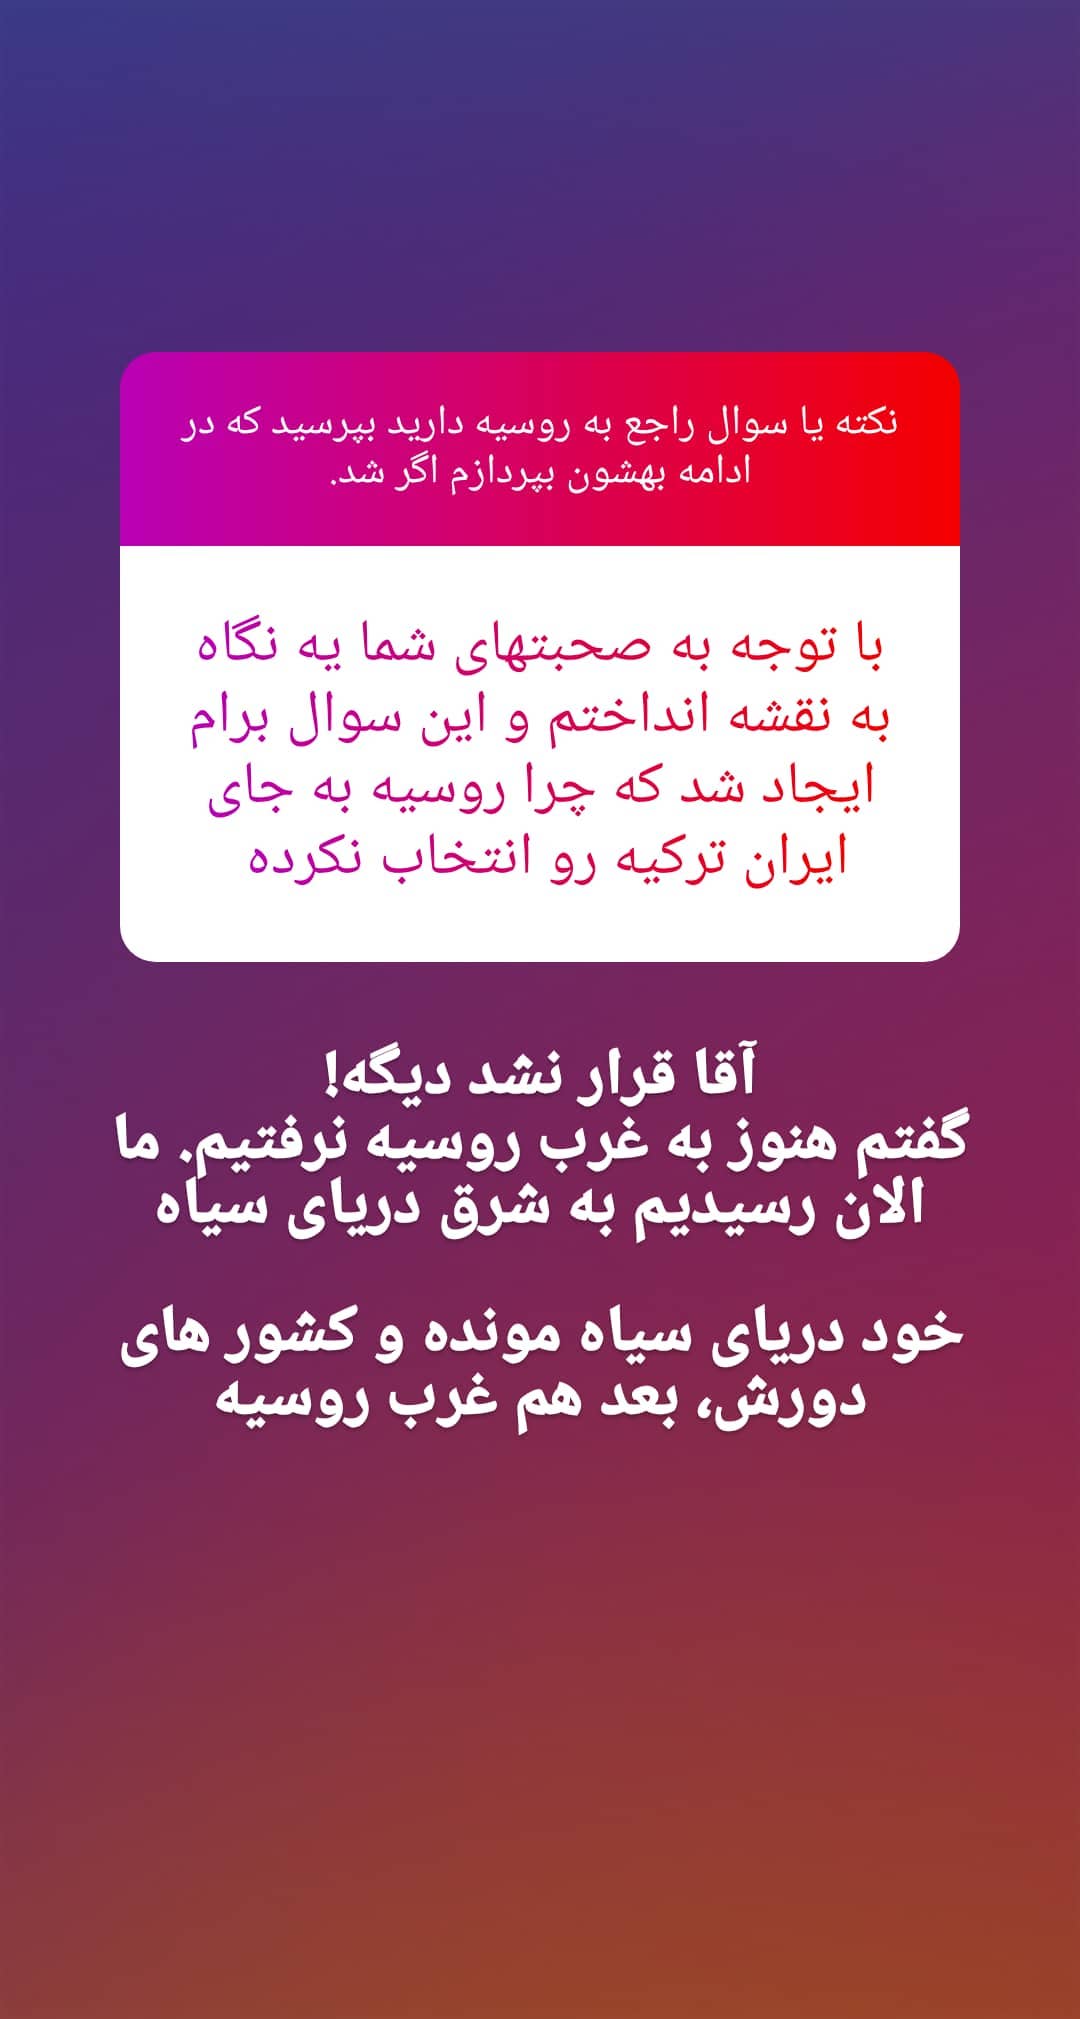 نکته یا سوال راجع به روسیه دارید بپرسید که در
ادامه بهشون بپردازم اگر شد.
با توجه به صحبتهای شما یه نگاه
به نقشه انداختم و این سوال برام
ایجاد شد که چرا روسیه به جای
ایران ترکیه رو انتخاب نکرده
آقا قرار نشد دیگه!
گفتم هنوز به غرب روسیه نرفتیم. ما
الان رسیدیم به شرق دریای سیاه
خود دریای سیاه مونده و کشور های
دورش، بعد هم غرب روسیه